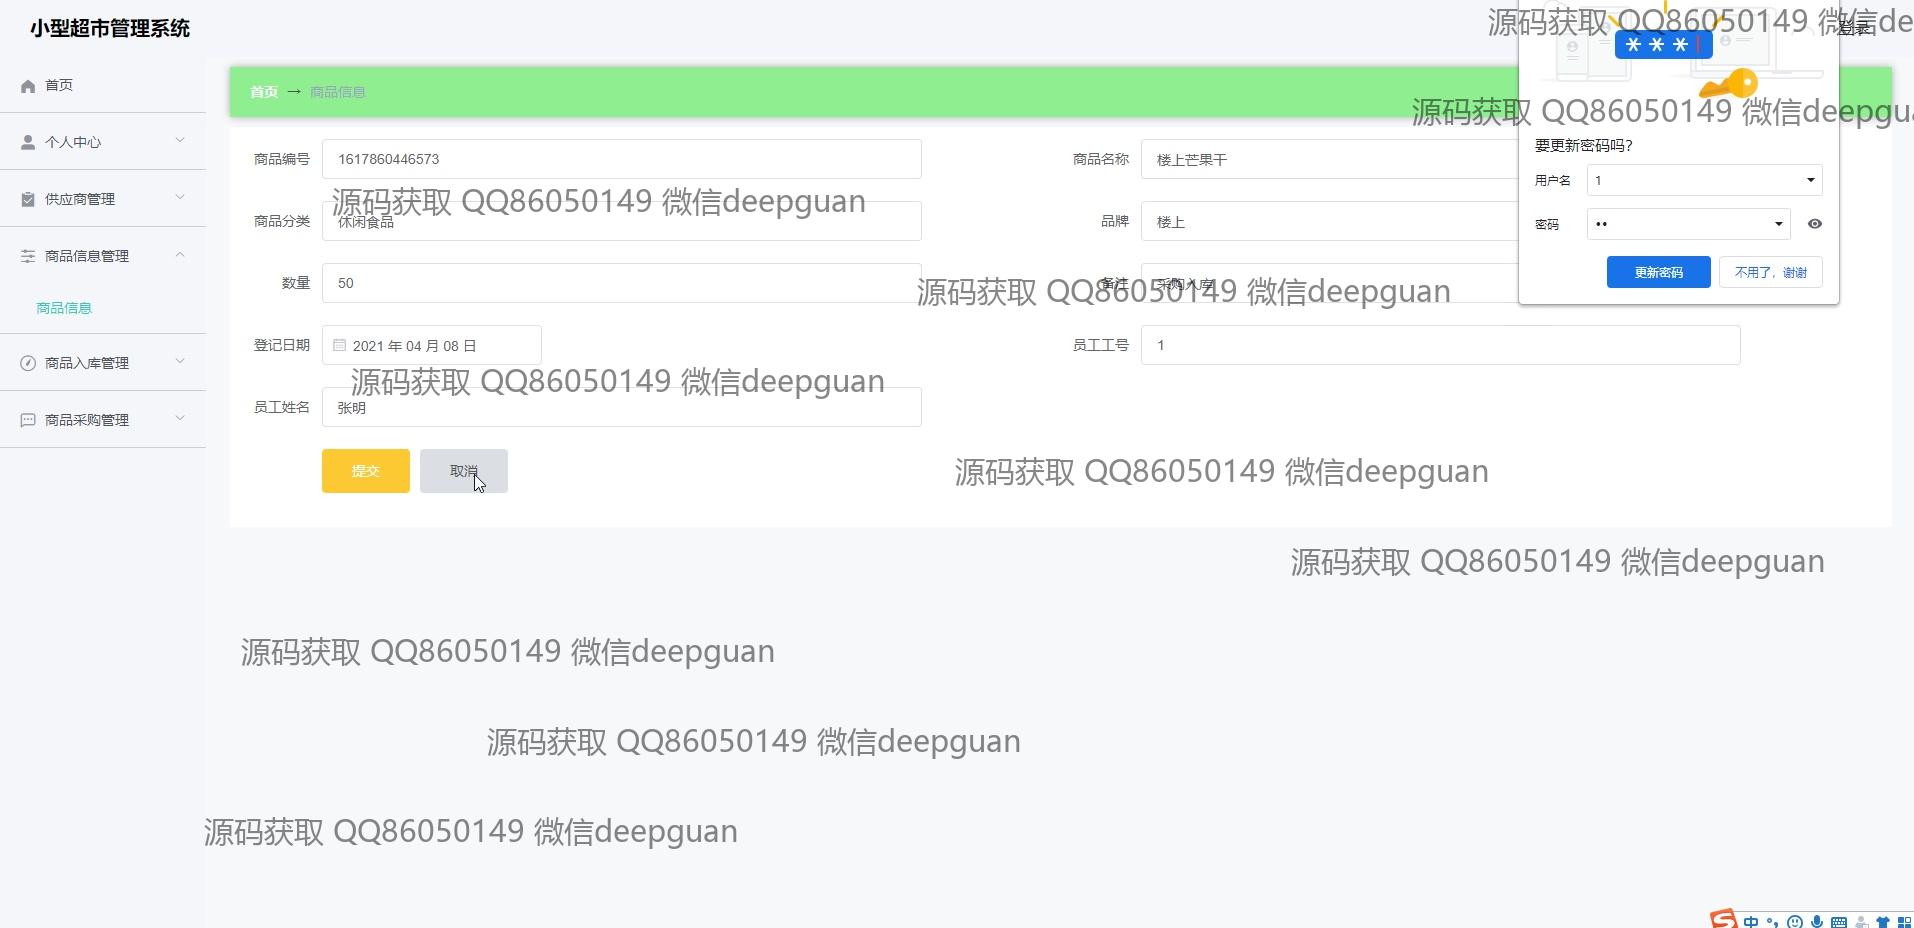 小型超市管理系统
源码获取 QQ86050149 微信de
首页
首页 → 商品信息
源码获取 QQ86050149 微信deepgu
个人中心
供应商管理
商品信息管理
商品信息
商品入库管理
商品采购管理
商品编号 1617860446573
商品名称 楼上芒果干
源码获取 QQ86050149 微信deepguan
商品分类 休闲食品
品牌 楼上
数量 50
备注 采购入库
源码获取 QQ86050149 微信deepguan
登记日期 2021 年 04 月 08 日
员工工号 1
源码获取 QQ86050149 微信deepguan
员工姓名 张明
提交 取消
要更新密码吗?
用户名 1
密码 ••
更新密码 不用了，谢谢
源码获取 QQ86050149 微信deepguan
源码获取 QQ86050149 微信deepguan
源码获取 QQ86050149 微信deepguan
源码获取 QQ86050149 微信deepguan
源码获取 QQ86050149 微信deepguan
中